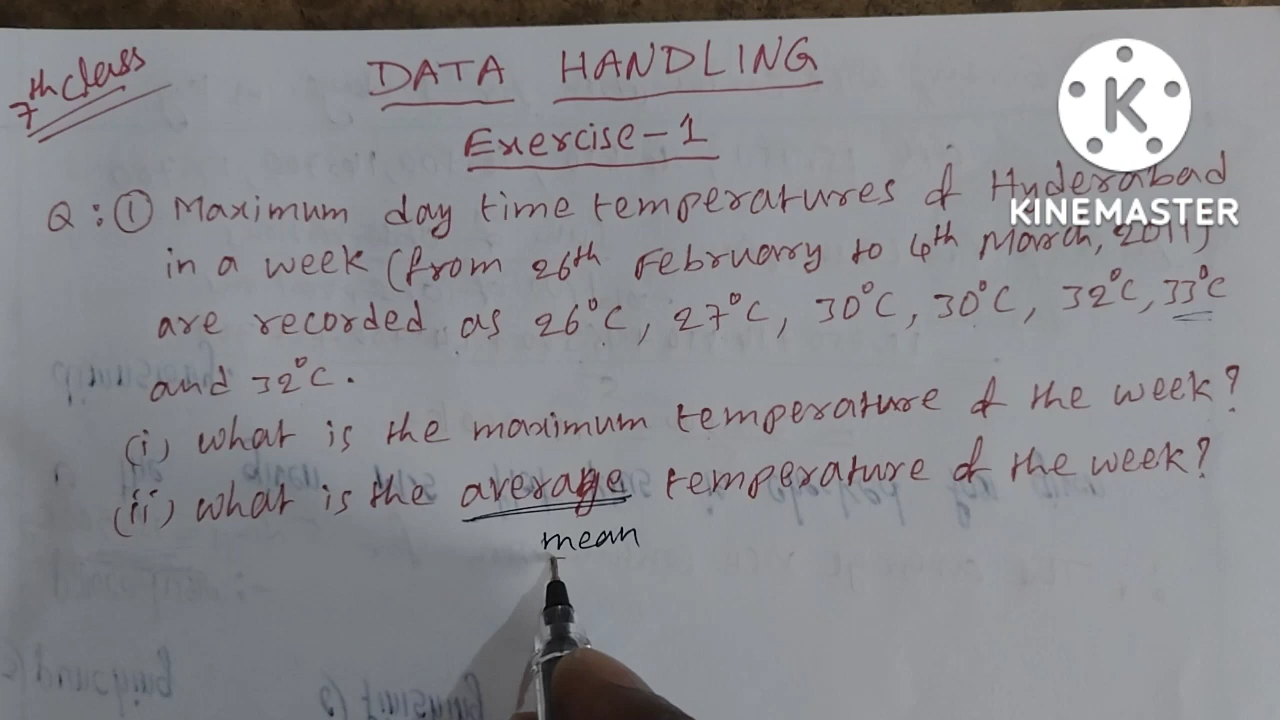 7th class
DATA HANDLING
Exercise-1
K
KINEMASTER
Q:① Maximum day time temperatures of Hyderabad
in a week (from 26th February to 4th March, 2011)
are recorded as 26°C, 27°C, 30°C, 30°C, 32°C, 33°C
and 32°C.
(i) what is the maximum temperature of the week?
(ii) what is the average temperature of the week?
mean